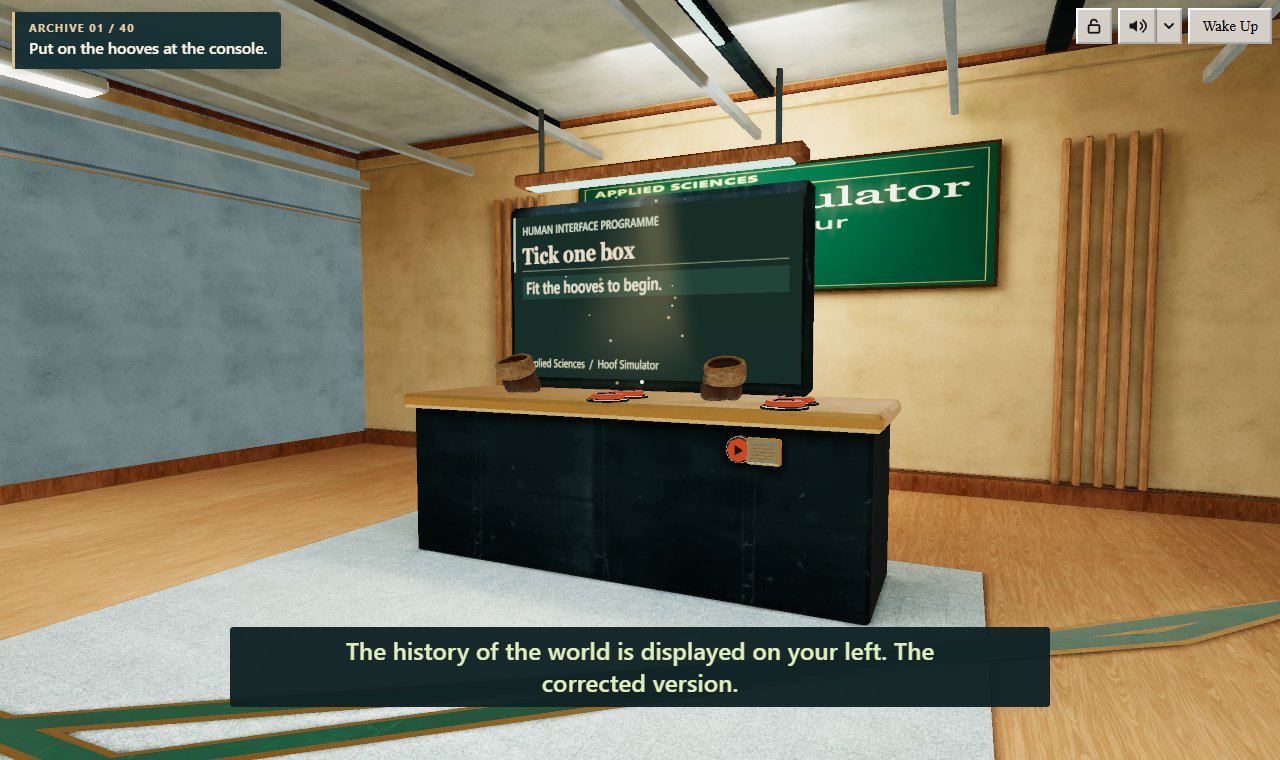 ARCHIVE 01 / 40
Put on the hooves at the console.
Wake Up
APPLIED SCIENCES
HUMAN INTERFACE PROGRAMME
Tick one box
Fit the hooves to begin.
Applied Sciences / Hoof Simulator
The history of the world is displayed on your left. The
corrected version.